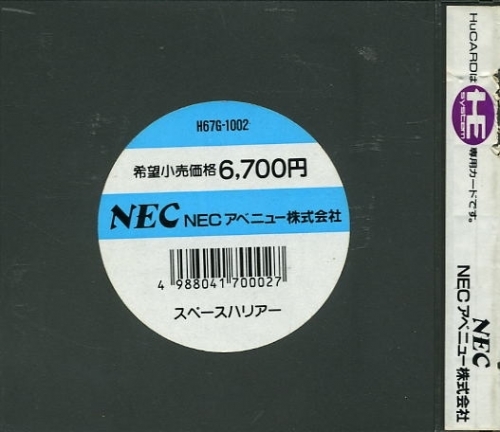 H67G-1002
希望小売価格 6,700円
NEC NECアベニュー株式会社
4 988041 700027
スペースハリアー
HuCARDは HE SYSTEM 専用カードです。
NEC
NECアベニュー株式会社